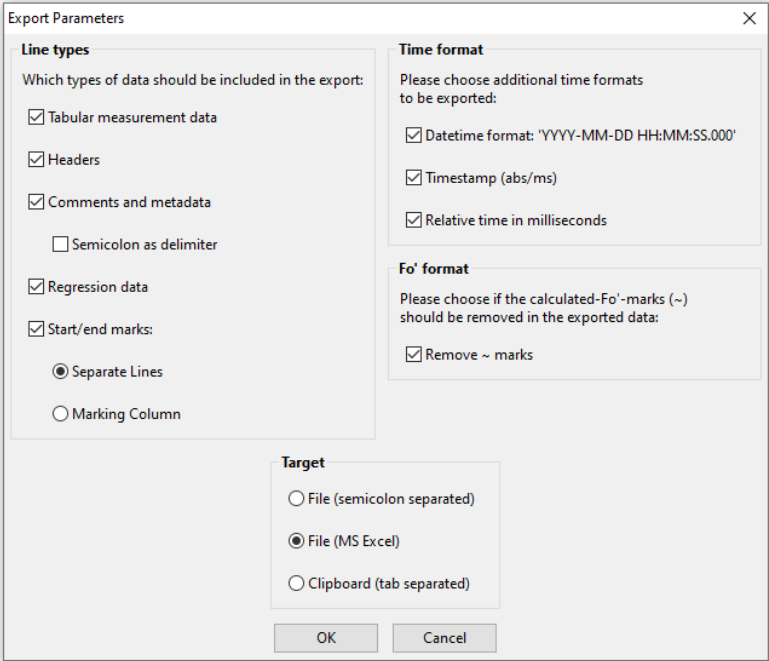 Export Parameters
Line types
Which types of data should be included in the export:
Tabular measurement data
Headers
Comments and metadata
Semicolon as delimiter
Regression data
Start/end marks:
Separate Lines
Marking Column
Time format
Please choose additional time formats
to be exported:
Datetime format: 'YYYY-MM-DD HH:MM:SS.000'
Timestamp (abs/ms)
Relative time in milliseconds
Fo' format
Please choose if the calculated-Fo'-marks (~)
should be removed in the exported data:
Remove ~ marks
Target
File (semicolon separated)
File (MS Excel)
Clipboard (tab separated)
OK
Cancel